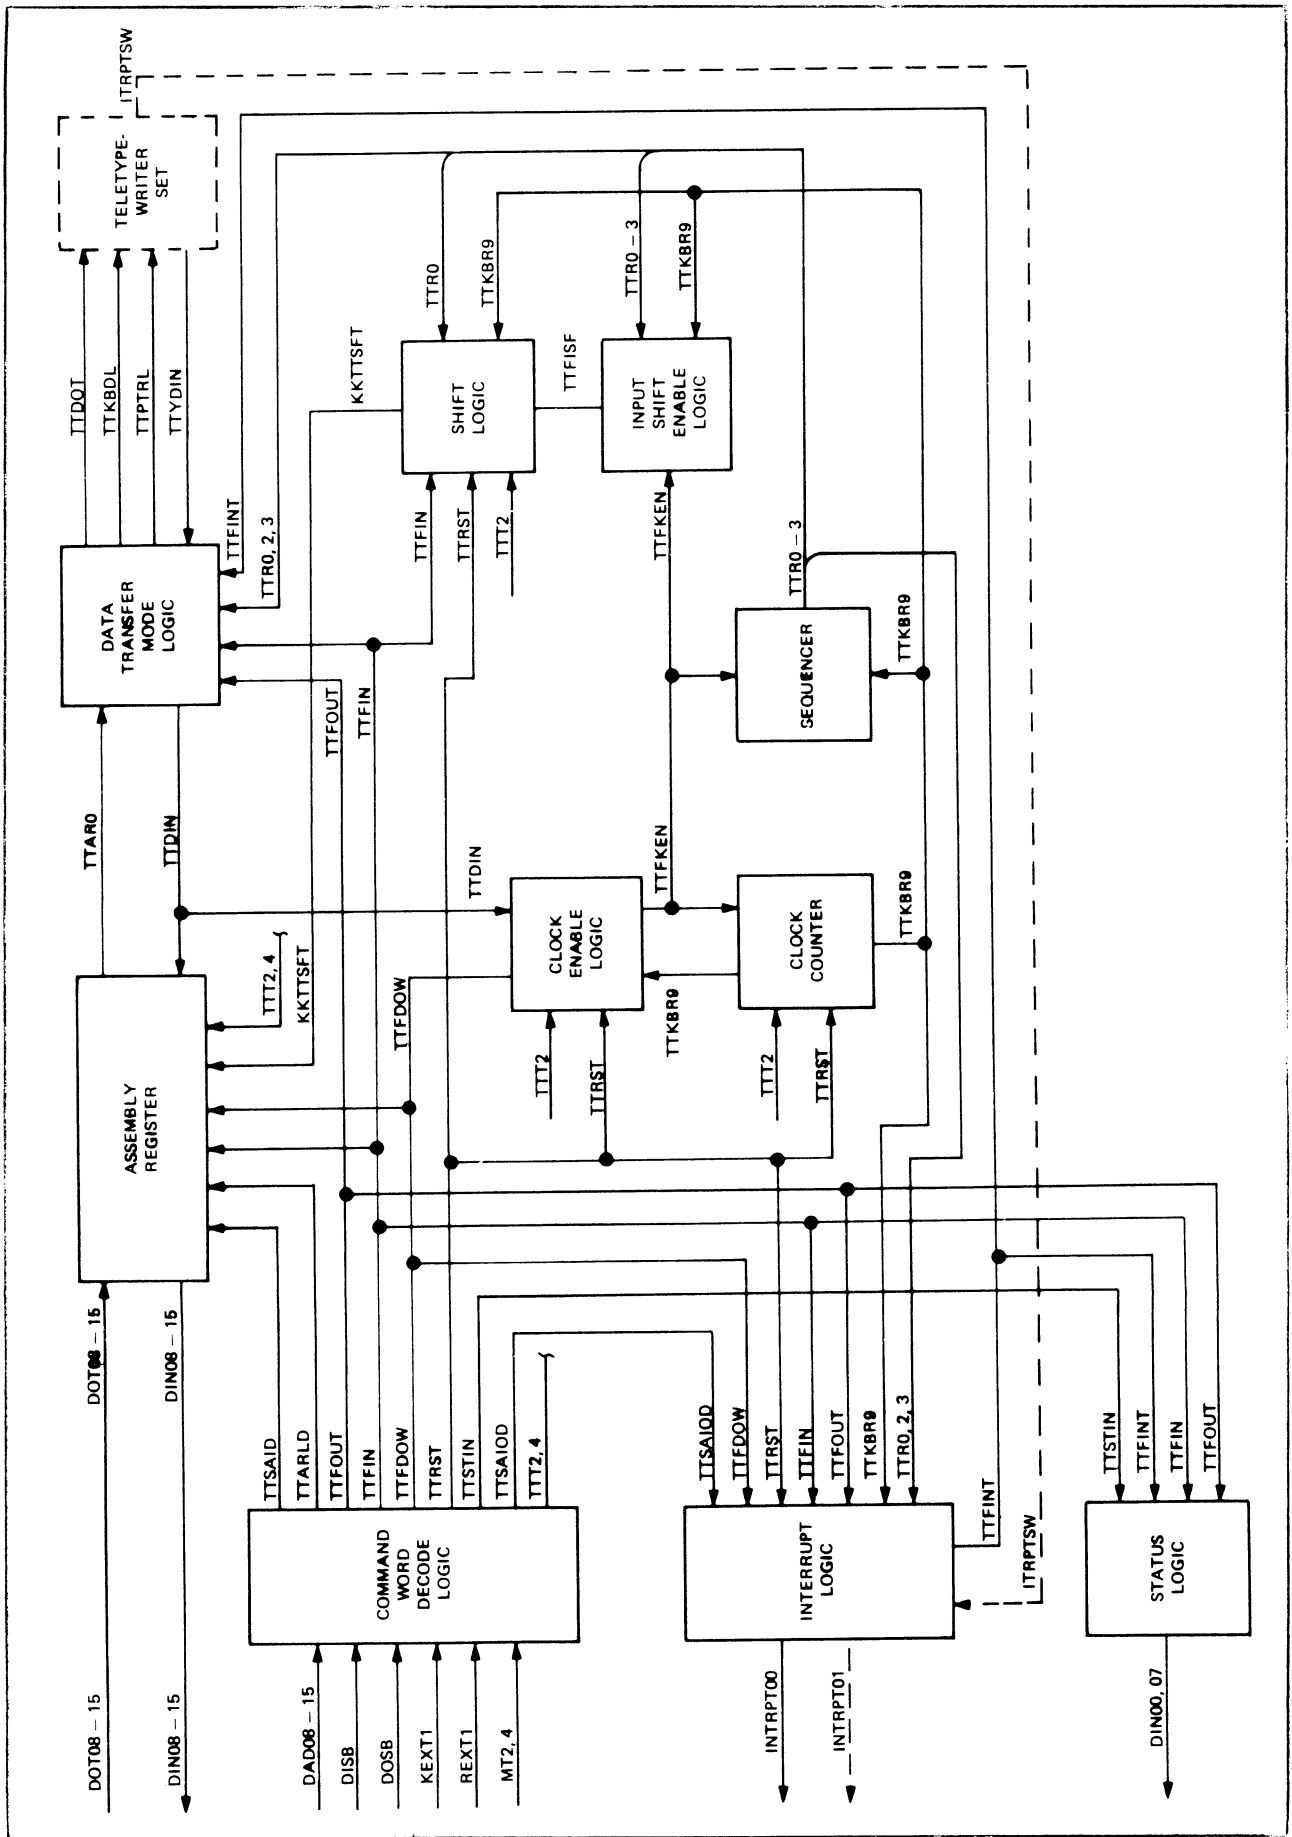 ITRPTSW
TELETYPE-
WRITER
SET
TTDOT
TTKBDL
TTPTRL
TTYDIN
DATA
TRANSFER
MODE
LOGIC
TTFINT
TTR0, 2, 3
TTFOUT
TTFIN
TTAR0
TTDIN
KKTTSFT
TTR0
TTKBR9
SHIFT
LOGIC
TTFIN
TTRST
TTT2
TTFISF
TTR0 – 3
TTKBR9
INPUT
SHIFT
ENABLE
LOGIC
TTFKEN
TTR0 – 3
SEQUENCER
TTKBR9
TTDIN
CLOCK
ENABLE
LOGIC
TTFKEN
TTKBR9
TTT2
TTRST
CLOCK
COUNTER
TTKBR9
TTT2
TTRST
ASSEMBLY
REGISTER
TTT2, 4
KKTTSFT
TTFDOW
DOT08 – 15
DIN08 – 15
DOT08 – 15
DIN08 – 15
TTSAID
TTARLD
TTFOUT
TTFIN
TTFDOW
TTRST
TTSTIN
TTSAIOD
TTT2, 4
COMMAND
WORD
DECODE
LOGIC
DAD08 – 15
DISB
DOSB
KEXT1
REXT1
MT2, 4
TTSAIOD
TTFDOW
TTRST
TTFIN
TTFOUT
TTKBR9
TTR0, 2, 3
INTERRUPT
LOGIC
TTFINT
ITRPTSW
INTRPT00
INTRPT01
TTSTIN
TTFINT
TTFIN
TTFOUT
STATUS
LOGIC
DIN00, 07